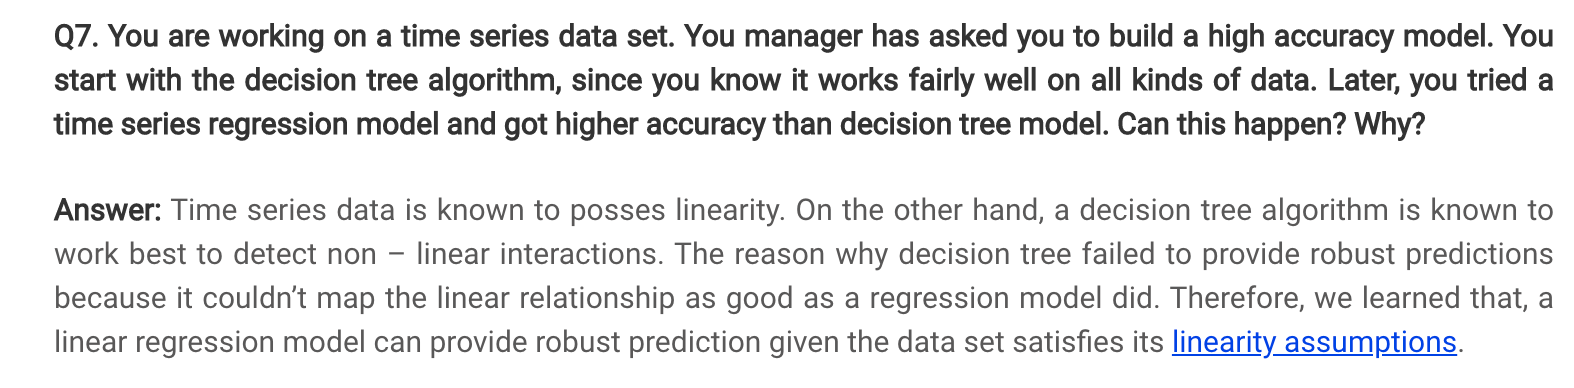 Q7. You are working on a time series data set. You manager has asked you to build a high accuracy model. You
start with the decision tree algorithm, since you know it works fairly well on all kinds of data. Later, you tried a
time series regression model and got higher accuracy than decision tree model. Can this happen? Why?
Answer: Time series data is known to posses linearity. On the other hand, a decision tree algorithm is known to
work best to detect non – linear interactions. The reason why decision tree failed to provide robust predictions
because it couldn’t map the linear relationship as good as a regression model did. Therefore, we learned that, a
linear regression model can provide robust prediction given the data set satisfies its linearity assumptions.